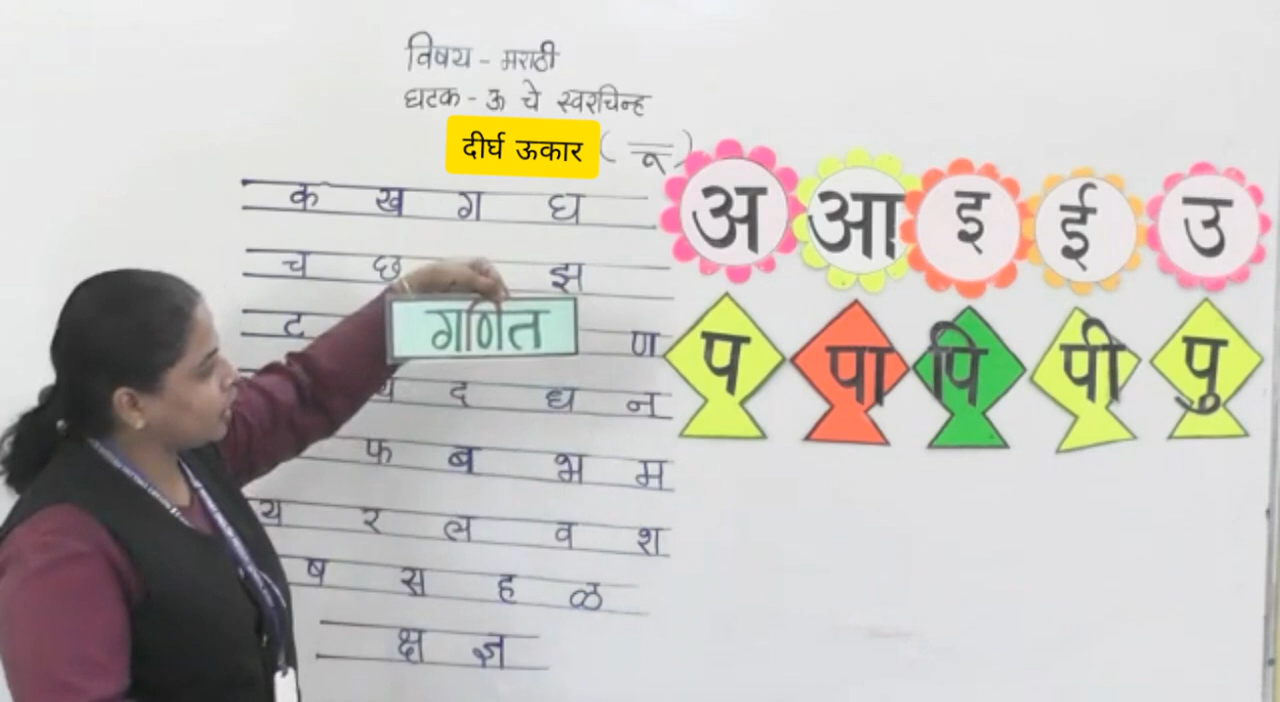 विषय - मराठी
घटक - ऊ चे स्वरचिन्ह
दीर्घ ऊकार ( ू )
क ख ग घ
च छ झ
ट ण
थ द ध न
फ ब भ म
य र ल व श
ष स ह ळ
क्ष ज्ञ
गणित
अ आ इ ई उ
प पा पि पी पु